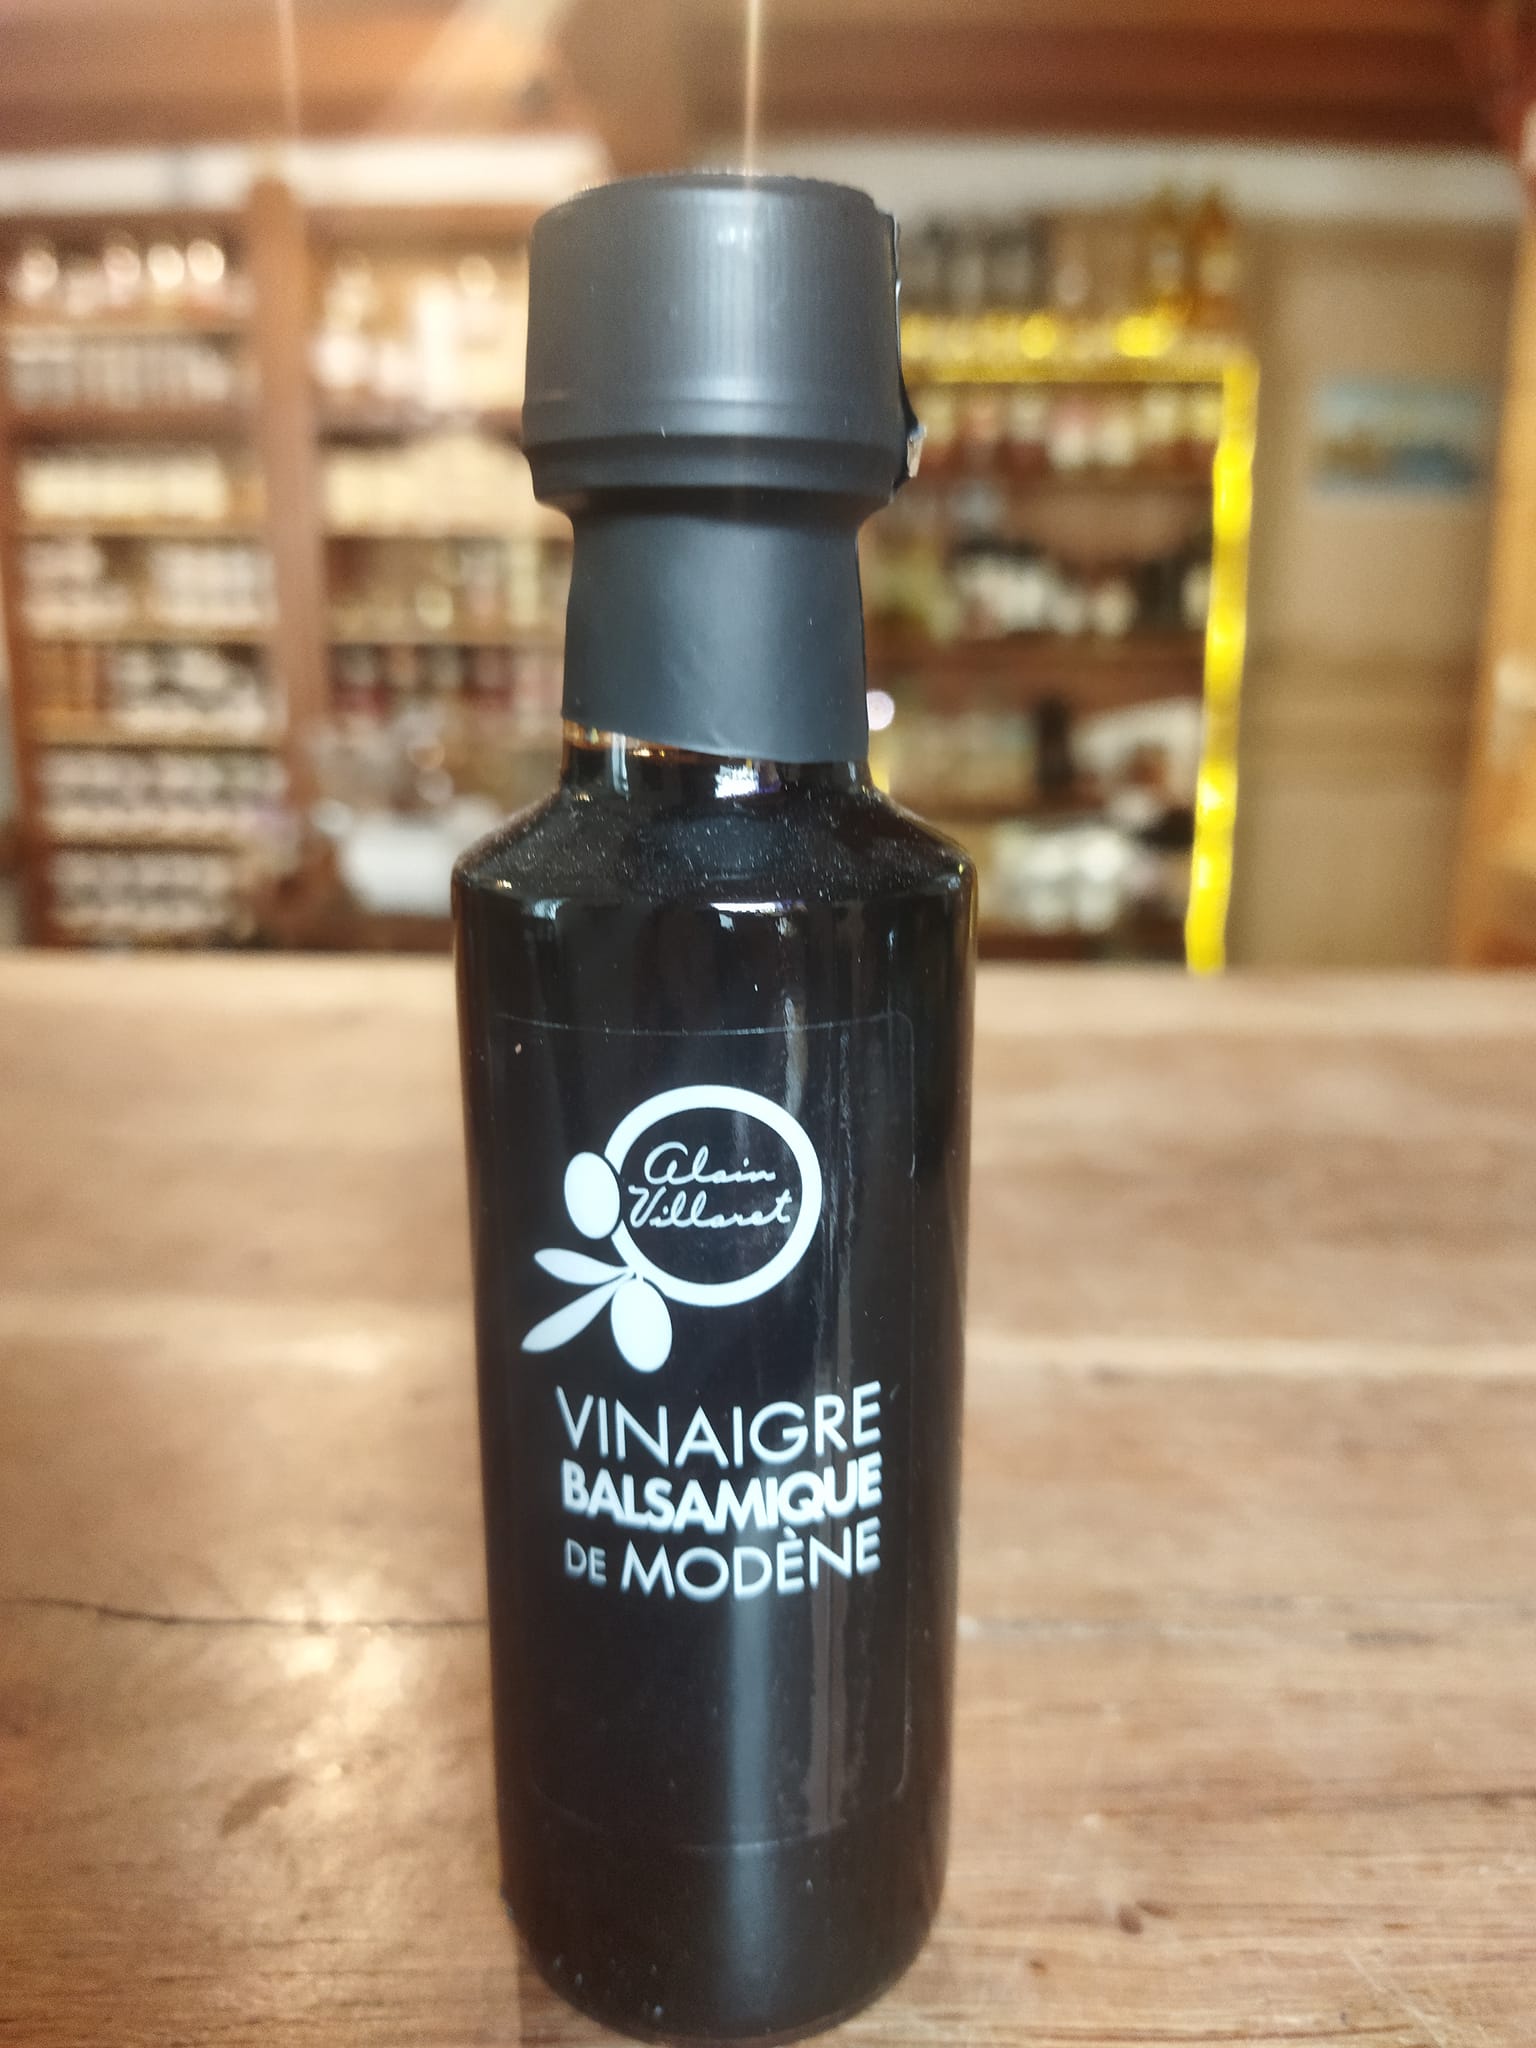 Alain
Villaret
VINAIGRE
BALSAMIQUE
DE MODÈNE